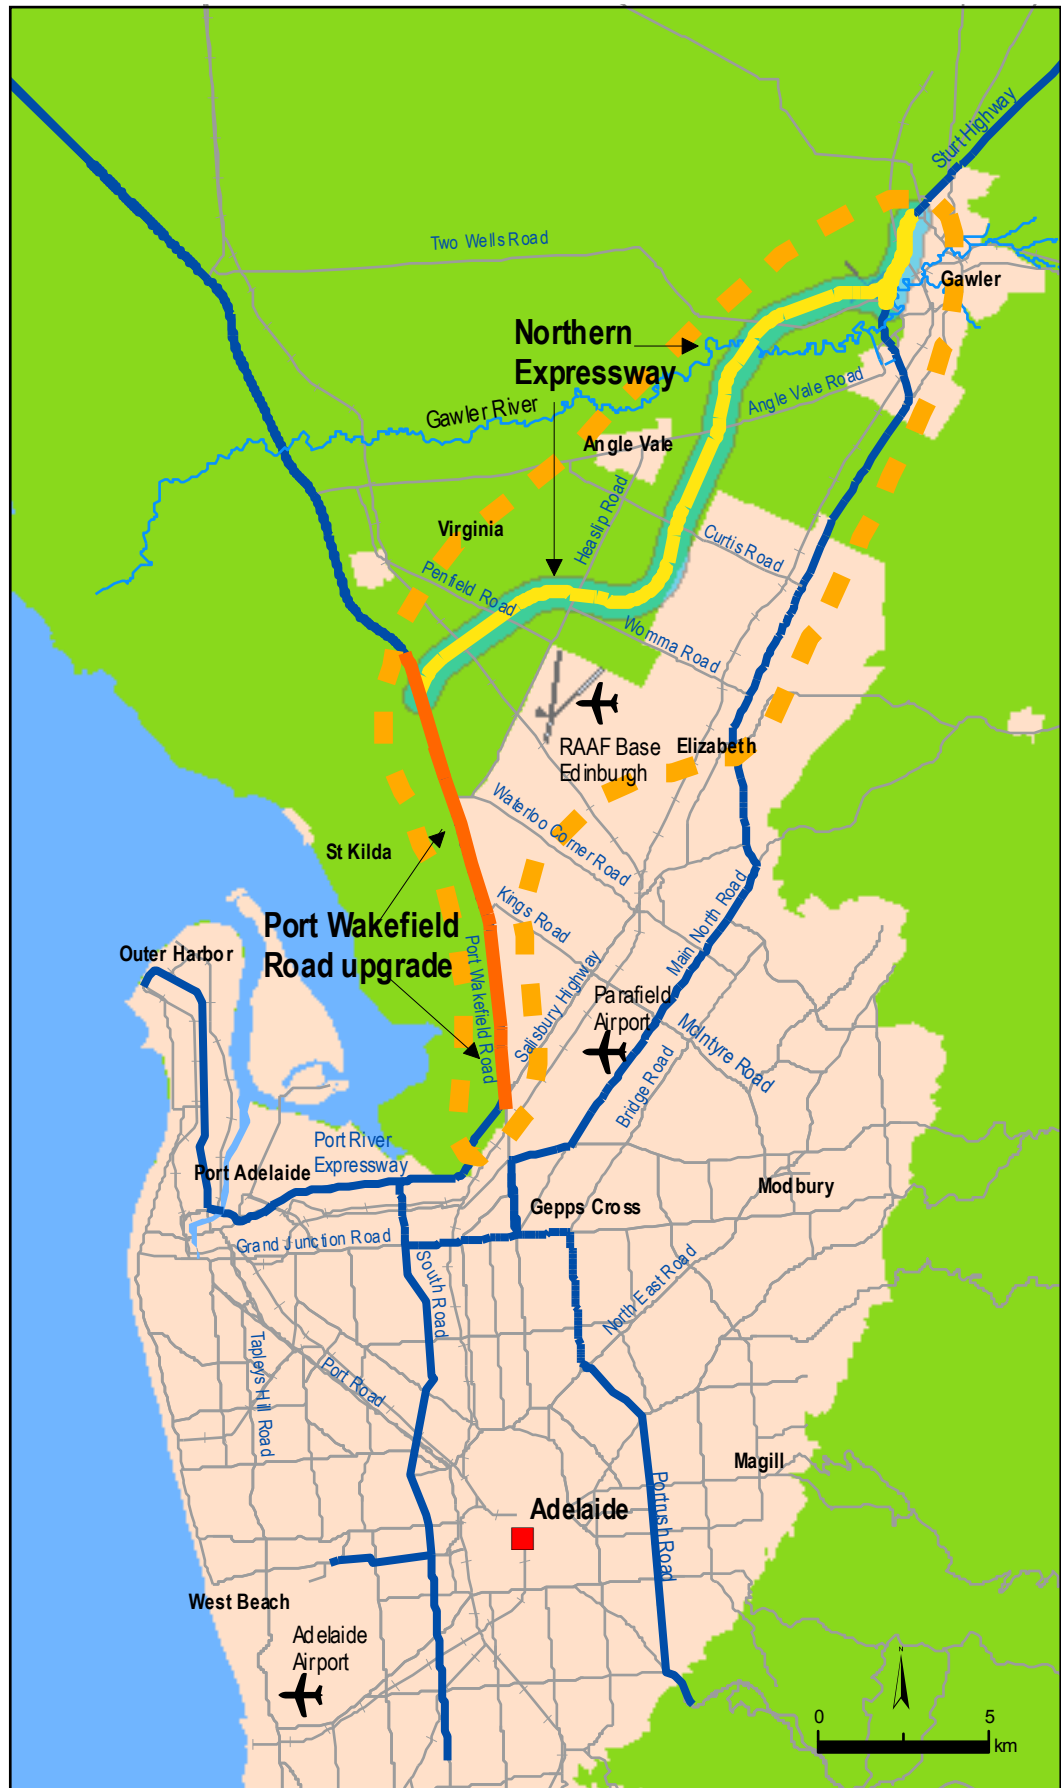 Sturt Highway
Two Wells Road
Gawler
Northern
Expressway
Angle Vale Road
Gawler River
Angle Vale
Heaslip Road
Virginia
Curtis Road
Penfield Road
Womma Road
RAAF Base
Edinburgh
Elizabeth
Waterloo Corner Road
St Kilda
Kings Road
Main North Road
Port Wakefield
Road upgrade
Outer Harbor
Port Wakefield Road
Salisbury Highway
Parafield
Airport
McIntyre Road
Bridge Road
Port River
Expressway
Port Adelaide
Modbury
Gepps Cross
Grand Junction Road
South Road
North East Road
Tapleys Hill Road
Port Road
Magill
Portrush Road
Adelaide
West Beach
Adelaide
Airport
N
0 5
km